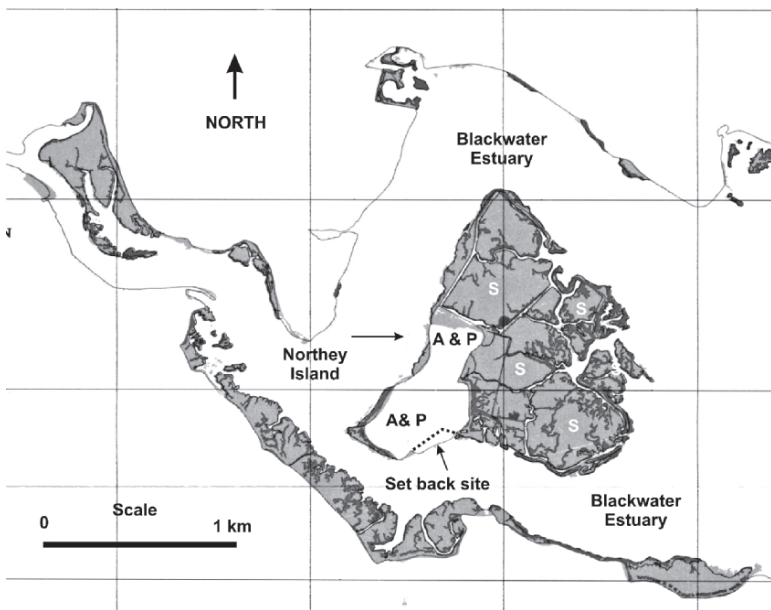 NORTH
Blackwater
Estuary
N
S
S
A & P
Northey
Island
S
S
A& P
S
Set back site
Blackwater
Estuary
Scale
0
1 km